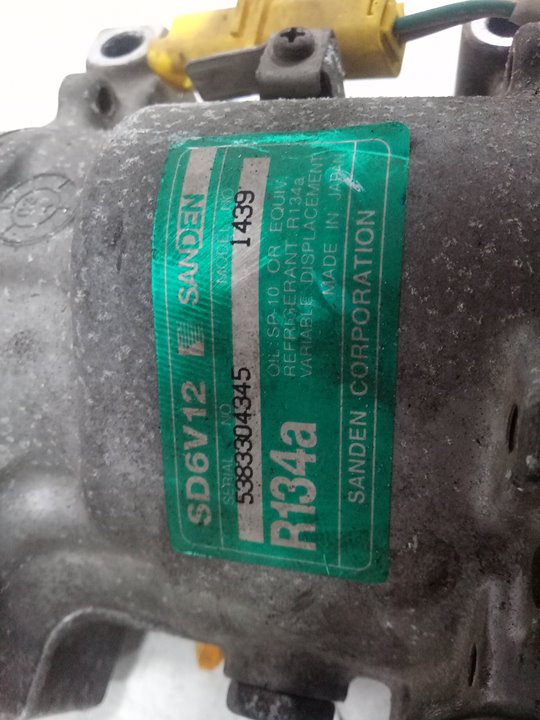 SD6V12 SANDEN
SERIAL NO. MODEL NO.
5383304345 1439
R134a
OIL:SP-10 OR EQUIV.
REFRIGERANT: R134a
VARIABLE DISPLACEMENT
MADE IN JAPAN
SANDEN CORPORATION